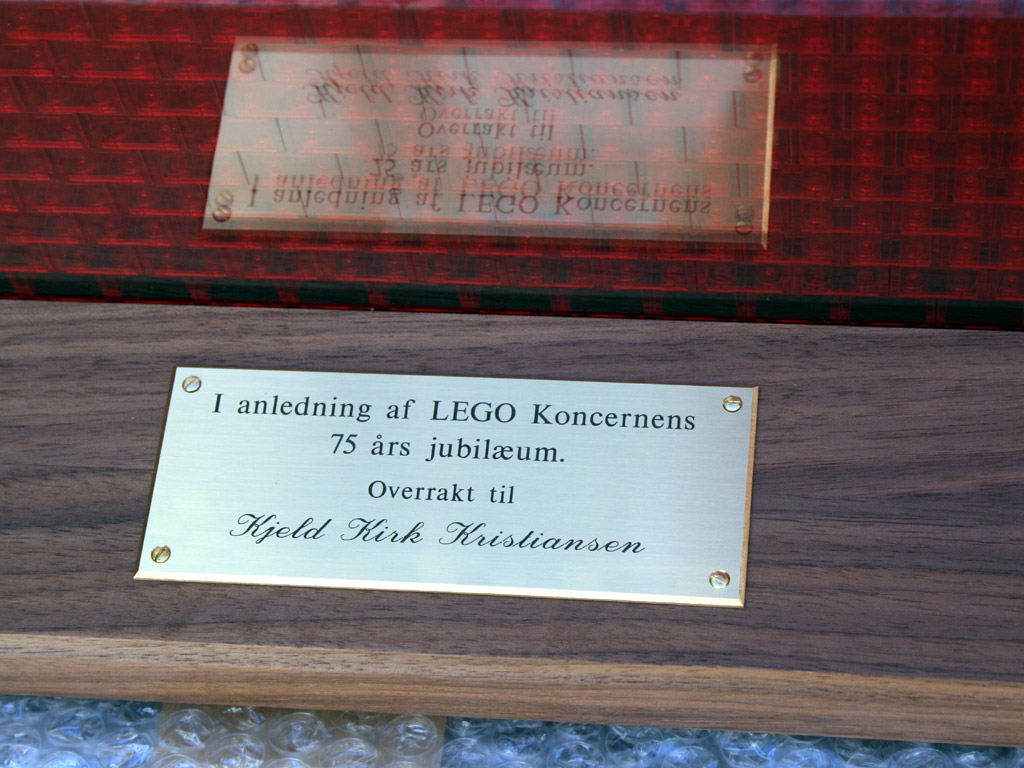 I anledning af LEGO Koncernens
75 års jubilæum.
Overrakt til
Kjeld Kirk Kristiansen